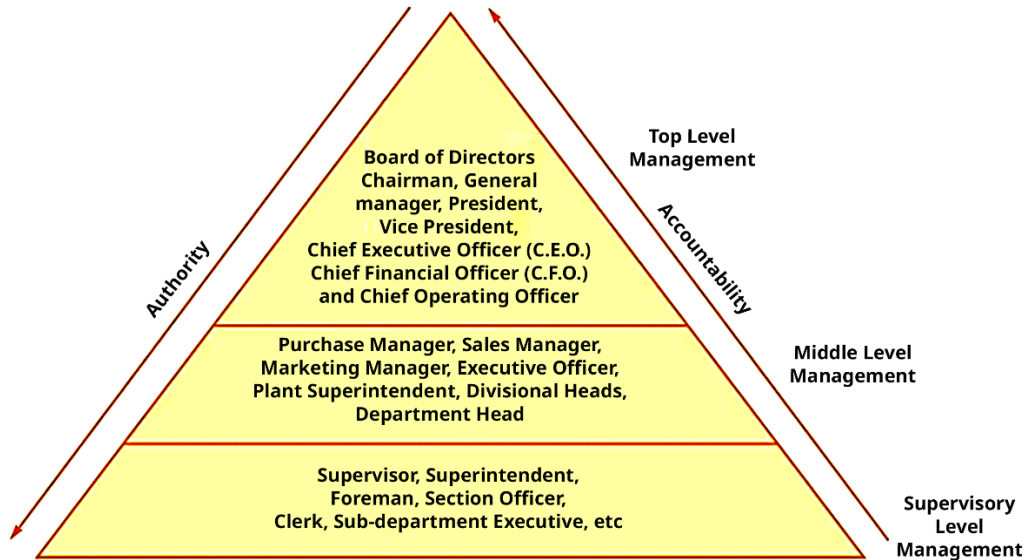 Board of Directors
Chairman, General
manager, President,
Vice President,
Chief Executive Officer (C.E.O.)
Chief Financial Officer (C.F.O.)
and Chief Operating Officer
Top Level
Management
Authority
Accountability
Purchase Manager, Sales Manager,
Marketing Manager, Executive Officer,
Plant Superintendent, Divisional Heads,
Department Head
Middle Level
Management
Supervisor, Superintendent,
Foreman, Section Officer,
Clerk, Sub-department Executive, etc
Supervisory
Level
Management